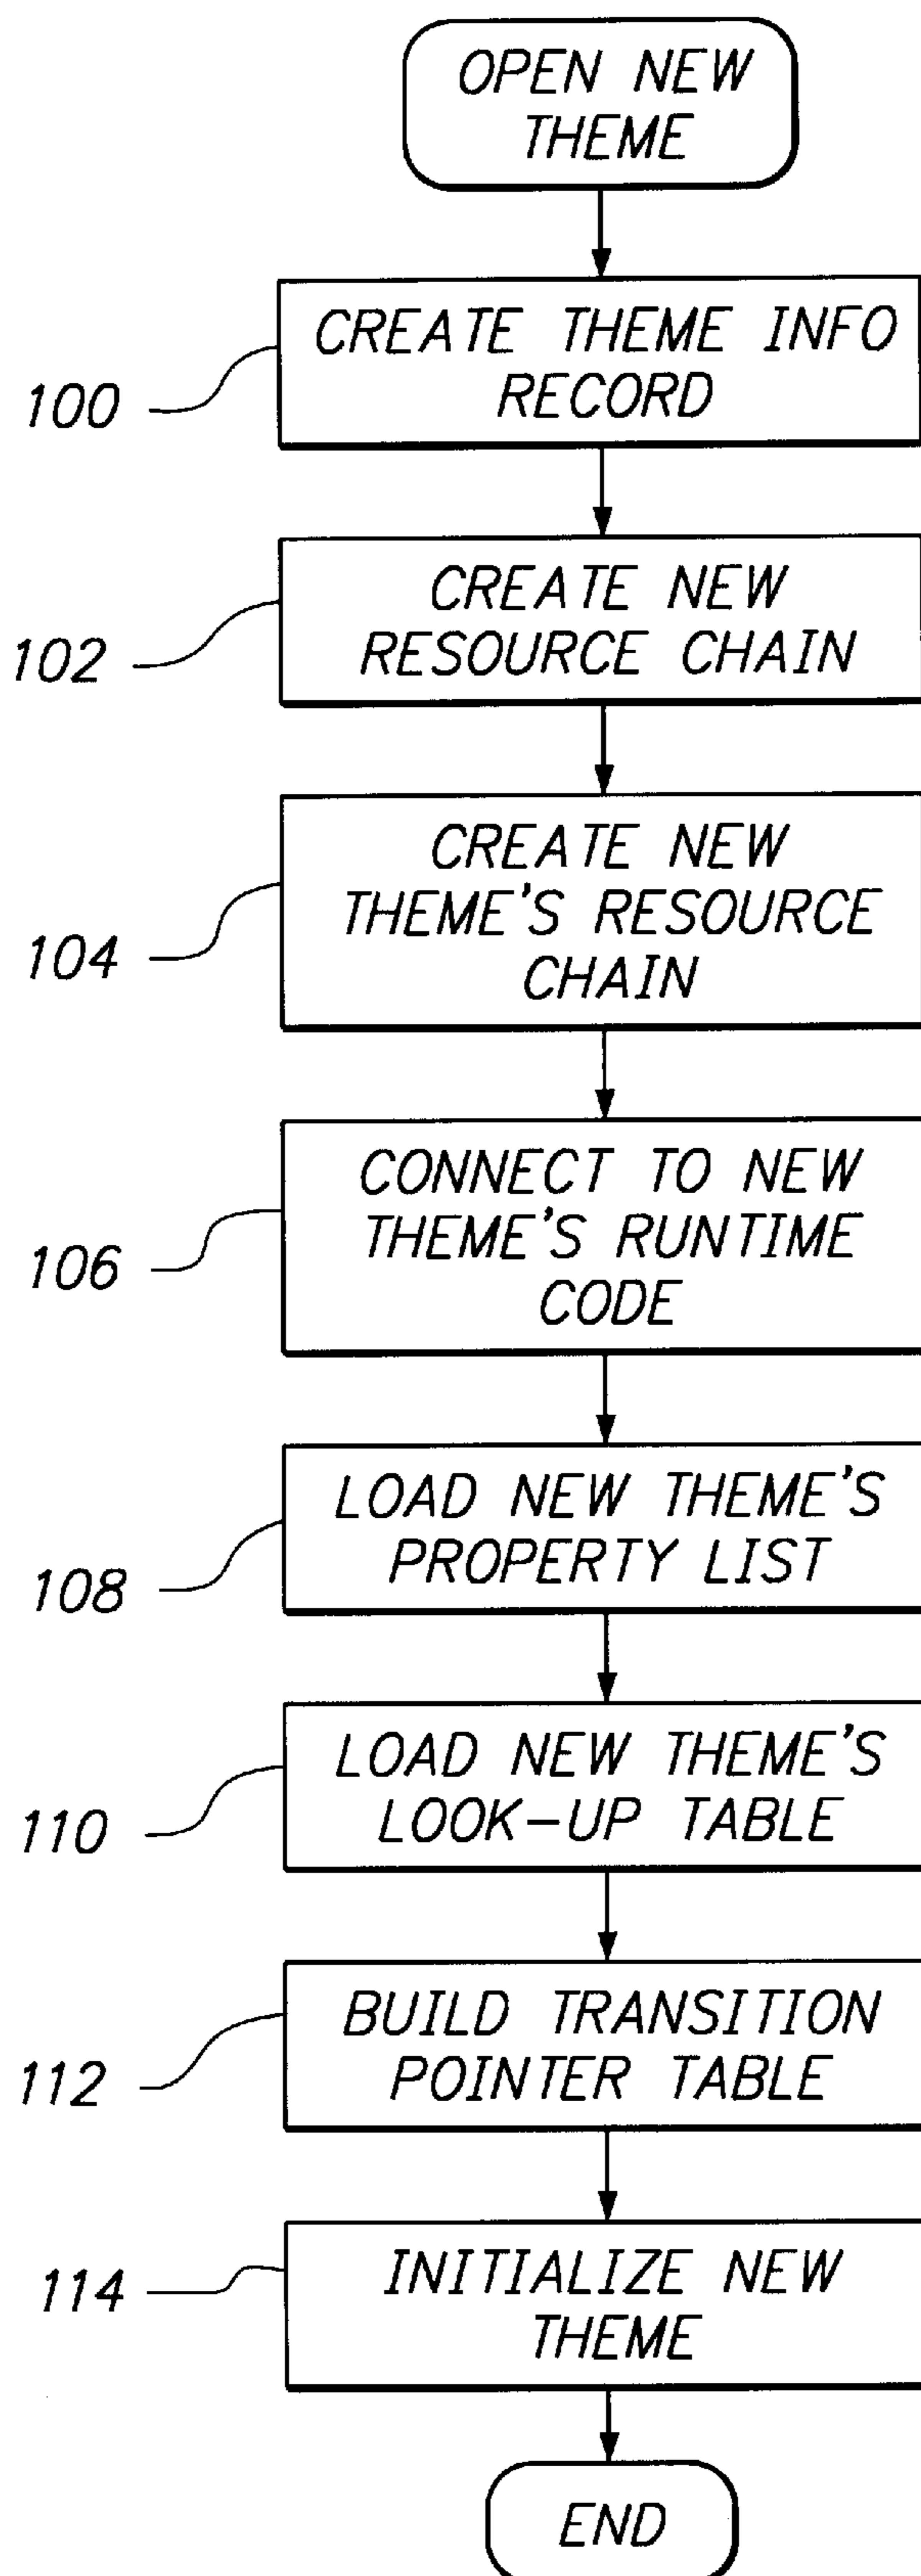 OPEN NEW
THEME
CREATE THEME INFO
RECORD
100
CREATE NEW
RESOURCE CHAIN
102
CREATE NEW
THEME'S RESOURCE
CHAIN
104
CONNECT TO NEW
THEME'S RUNTIME
CODE
106
LOAD NEW THEME'S
PROPERTY LIST
108
LOAD NEW THEME'S
LOOK-UP TABLE
110
BUILD TRANSITION
POINTER TABLE
112
INITIALIZE NEW
THEME
114
END